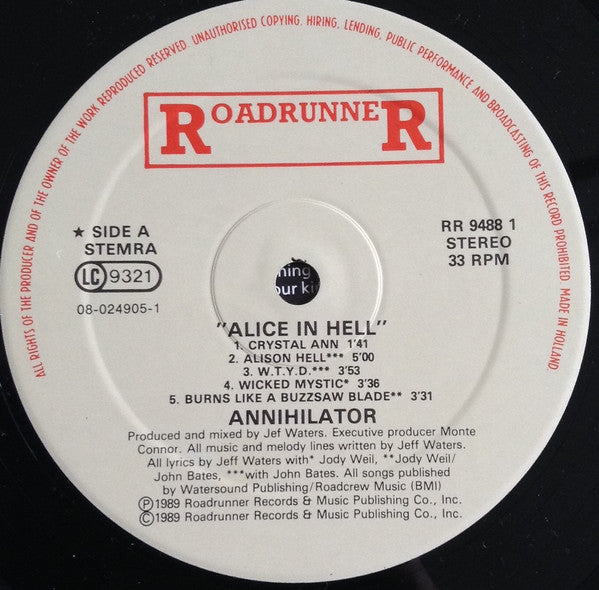 ALL RIGHTS OF THE PRODUCER AND OF THE OWNER OF THE WORK REPRODUCED RESERVED. UNAUTHORISED COPYING, HIRING, LENDING, PUBLIC PERFORMANCE AND BROADCASTING OF THIS RECORD PROHIBITED. MADE IN HOLLAND.
ROADRUNNER
★ SIDE A
STEMRA
LC 9321
08-024905-1
RR 9488 1
STEREO
33 RPM
"ALICE IN HELL"
1. CRYSTAL ANN 1'41
2. ALISON HELL*** 5'00
3. W.T.Y.D.*** 3'53
4. WICKED MYSTIC* 3'36
5. BURNS LIKE A BUZZSAW BLADE** 3'31
ANNIHILATOR
Produced and mixed by Jef Waters. Executive producer Monte
Connor. All music and melody lines written by Jeff Waters.
All lyrics by Jeff Waters with* Jody Weil, **Jody Weil/
John Bates, ***with John Bates. All songs published
by Watersound Publishing/Roadcrew Music (BMI)
Ⓟ1989 Roadrunner Records & Music Publishing Co., Inc.
©1989 Roadrunner Records & Music Publishing Co., Inc.